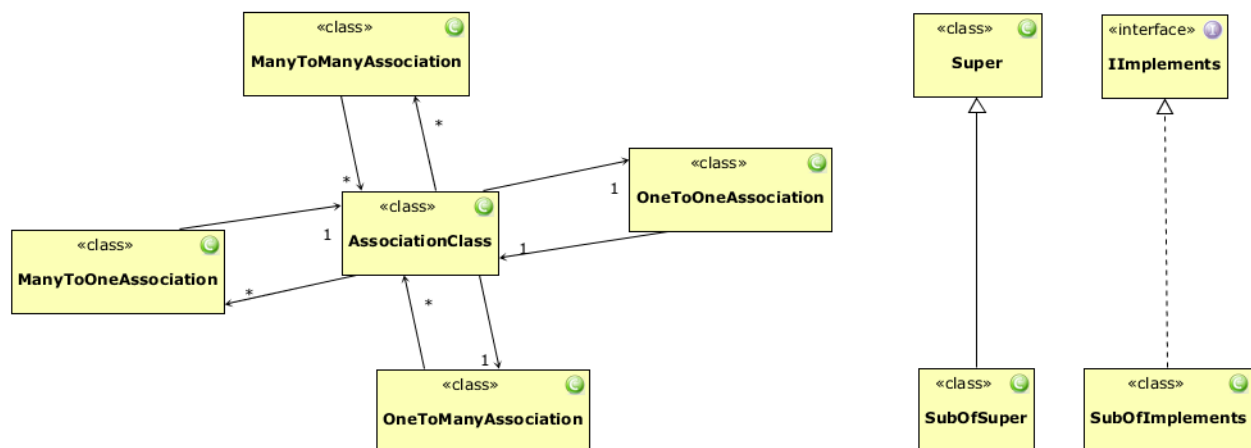 «class» C
ManyToManyAssociation
*
*
«class» C
OneToOneAssociation
1
1
«class» C
AssociationClass
«class» C
ManyToOneAssociation
1
*
*
1
«class» C
OneToManyAssociation
«class» C
Super
«interface» I
IImplements
«class» C
SubOfSuper
«class» C
SubOfImplements